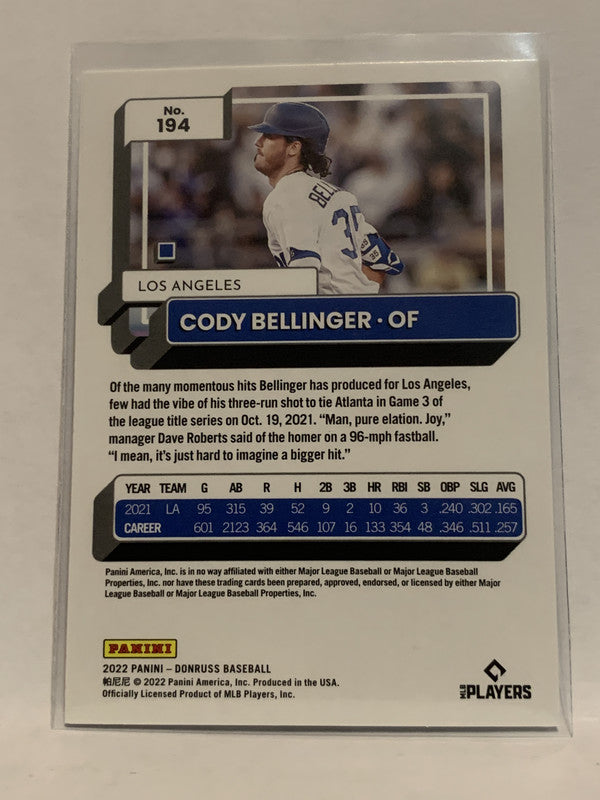 No.
194
BELL
35
35
LOS ANGELES
CODY BELLINGER • OF
Of the many momentous hits Bellinger has produced for Los Angeles,
few had the vibe of his three-run shot to tie Atlanta in Game 3 of
the league title series on Oct. 19, 2021. “Man, pure elation. Joy,”
manager Dave Roberts said of the homer on a 96-mph fastball.
“I mean, it’s just hard to imagine a bigger hit.”
YEAR TEAM G AB R H 2B 3B HR RBI SB OBP SLG AVG
2021 LA 95 315 39 52 9 2 10 36 3 .240 .302 .165
CAREER 601 2123 364 546 107 16 133 354 48 .346 .511 .257
Panini America, Inc. is in no way affiliated with either Major League Baseball or Major League Baseball
Properties, Inc. nor have these trading cards been prepared, approved, endorsed, or licensed by either Major
League Baseball or Major League Baseball Properties, Inc.
PANINI
2022 PANINI – DONRUSS BASEBALL
帕尼尼 © 2022 Panini America, Inc. Produced in the USA.
Officially Licensed Product of MLB Players, Inc.
MLB PLAYERS